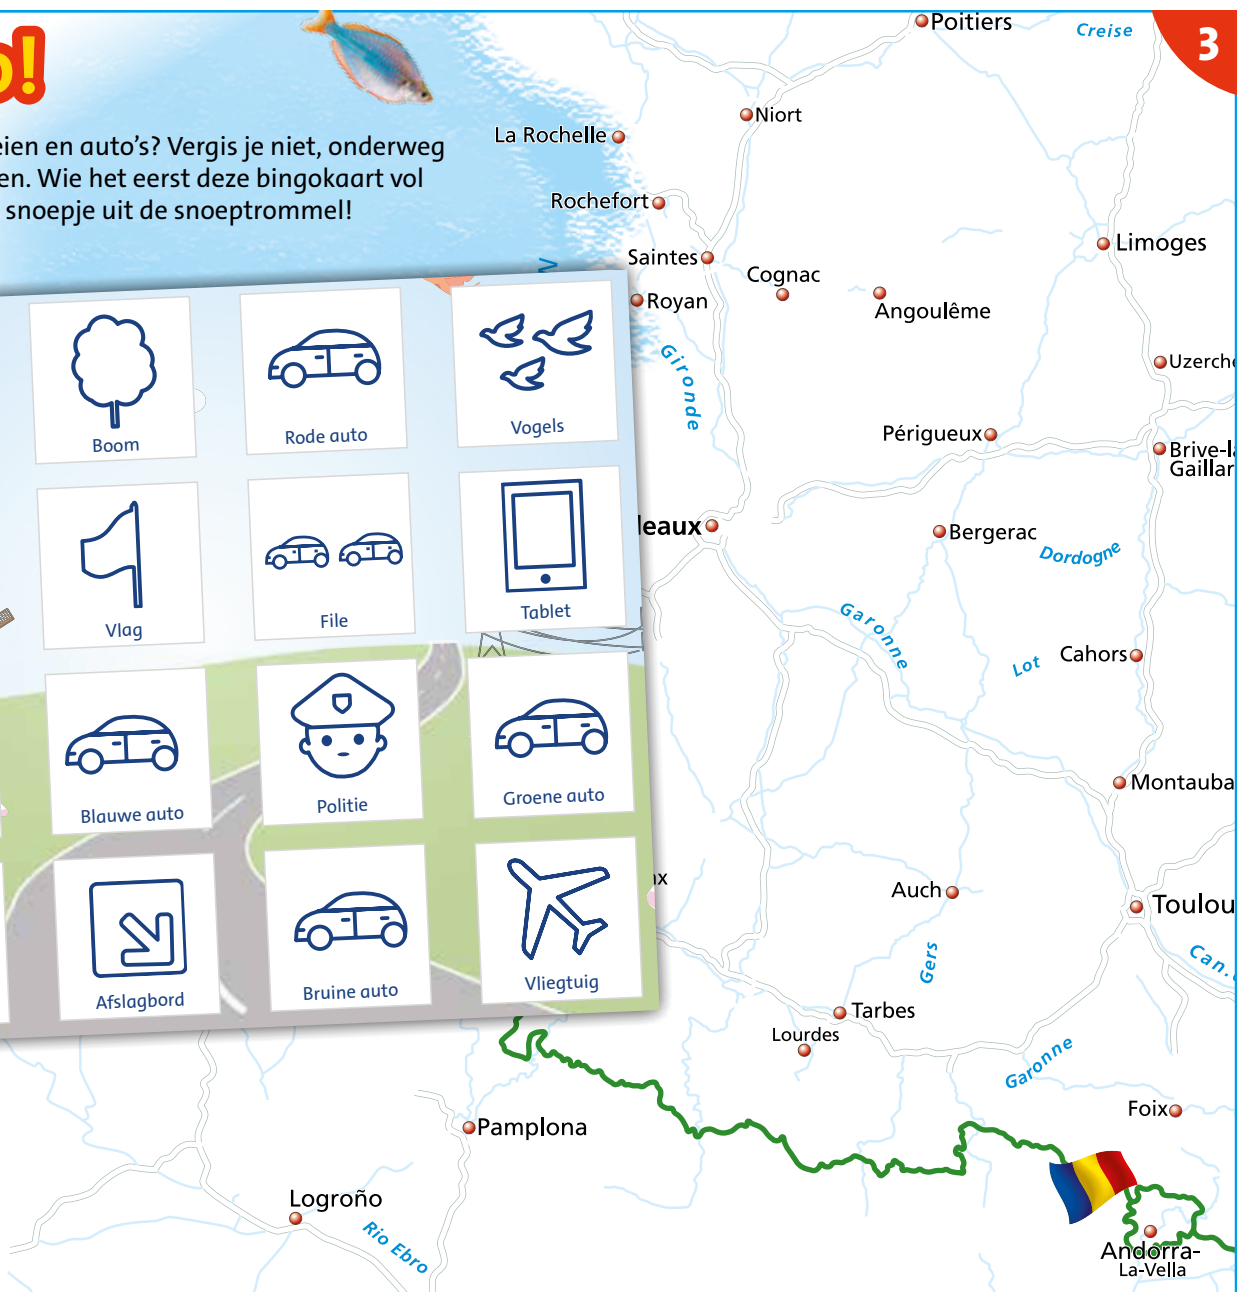 o!
eien en auto's? Vergis je niet, onderweg
en. Wie het eerst deze bingokaart vol
snoepje uit de snoeptrommel!
3
Boom
Rode auto
Vogels
Vlag
File
Tablet
Blauwe auto
Politie
Groene auto
Afslagbord
Bruine auto
Vliegtuig
Poitiers
Creise
Niort
La Rochelle
Rochefort
Saintes
Limoges
Cognac
Royan
Angoulême
Gironde
Uzerche
Périgueux
Brive-la
Gaillar
leaux
Bergerac
Dordogne
Garonne
Lot
Cahors
Montauba
ax
Auch
Toulou
Gers
Can.
Tarbes
Lourdes
Garonne
Foix
Pamplona
Logroño
Rio Ebro
Andorra-
La-Vella